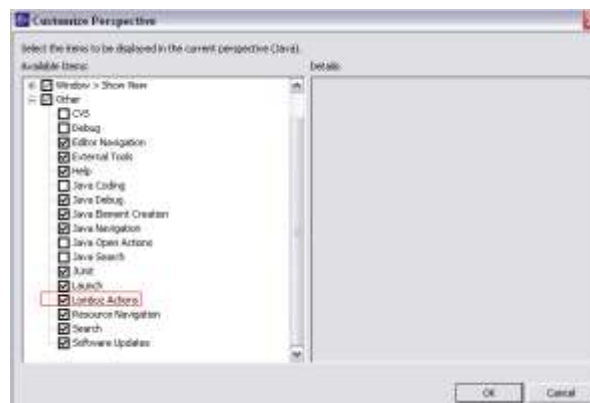 Customize Perspective
Select the items to be displayed in the current perspective (Java).
Available Items:
Details:
Window > Show View
Other
CVS
Debug
Editor Navigation
External Tools
Help
Java Coding
Java Debug
Java Element Creation
Java Navigation
Java Open Actions
Java Search
JUnit
Launch
Lomboz Actions
Resource Navigation
Search
Software Updates
OK
Cancel